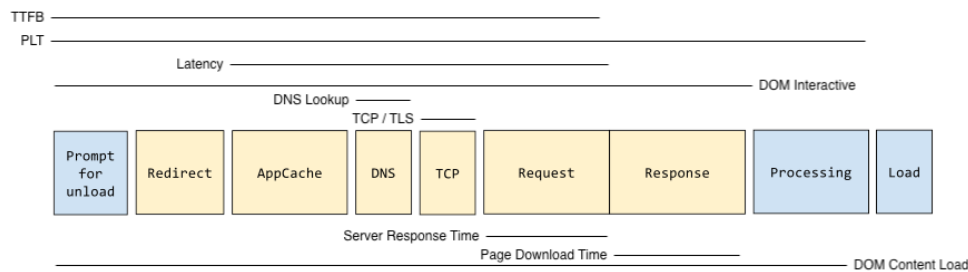 TTFB
PLT
Latency
DOM Interactive
DNS Lookup
TCP / TLS
Prompt
for
unload
Redirect
AppCache
DNS
TCP
Request
Response
Processing
Load
Server Response Time
Page Download Time
DOM Content Load